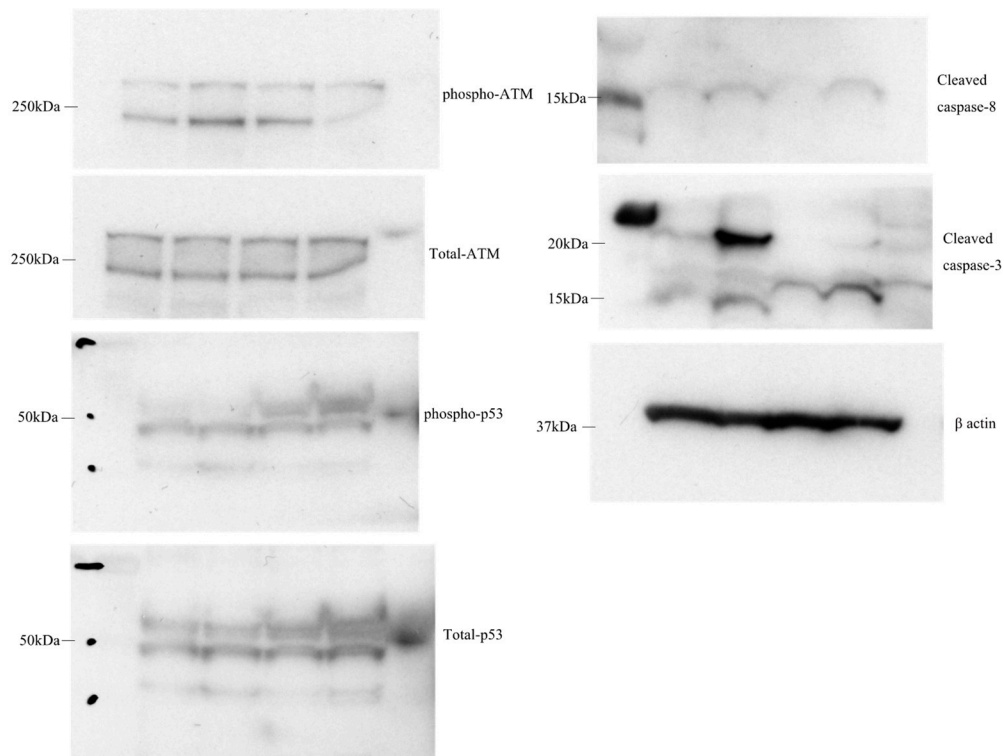 phospho-ATM
250kDa
Total-ATM
250kDa
phospho-p53
50kDa
Total-p53
50kDa
Cleaved
caspase-8
15kDa
Cleaved
caspase-3
20kDa
15kDa
β actin
37kDa